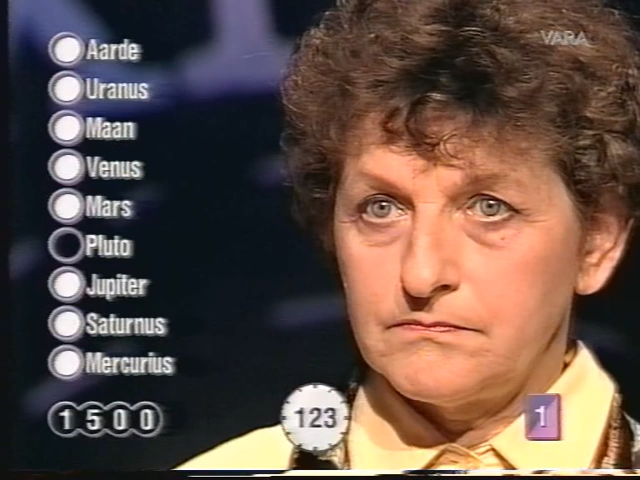 VARA
Aarde
Uranus
Maan
Venus
Mars
Pluto
Jupiter
Saturnus
Mercurius
1500
123
1